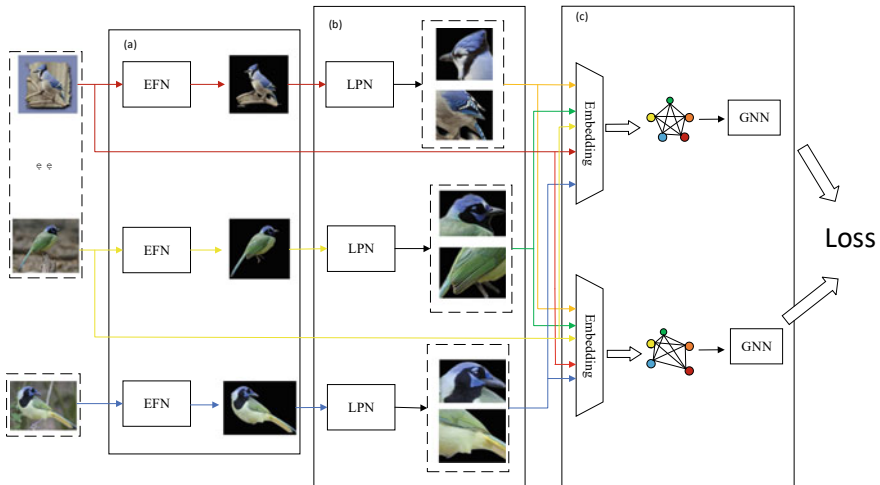 (a)
(b)
(c)
EFN
LPN
Embedding
GNN
EFN
LPN
Loss
Embedding
GNN
EFN
LPN